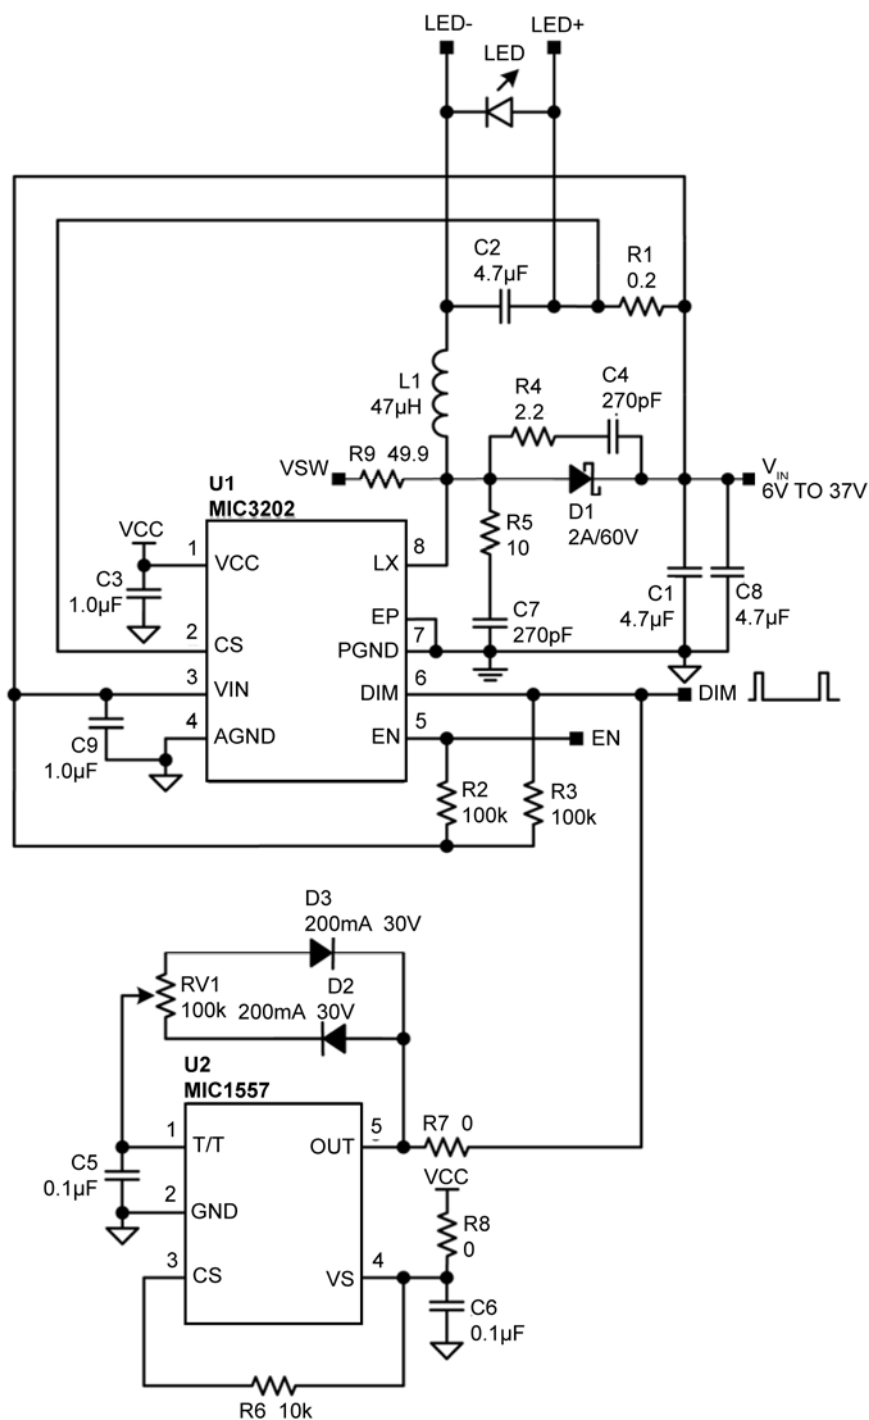 LED- LED+
LED
C2
4.7µF
R1
0.2
L1
47µH
R4
2.2
C4
270pF
VSW
R9 49.9
V_IN
6V TO 37V
D1
2A/60V
U1
MIC3202
VCC
1
VCC
8
LX
R5
10
C3
1.0µF
C1
4.7µF
C8
4.7µF
EP
C7
270pF
2
CS
7
PGND
3
VIN
6
DIM
DIM
4
AGND
5
EN
EN
C9
1.0µF
R2
100k
R3
100k
D3
200mA 30V
RV1
100k
D2
200mA 30V
U2
MIC1557
1
T/T
5
OUT
R7 0
C5
0.1µF
VCC
2
GND
R8
0
3
CS
4
VS
C6
0.1µF
R6 10k